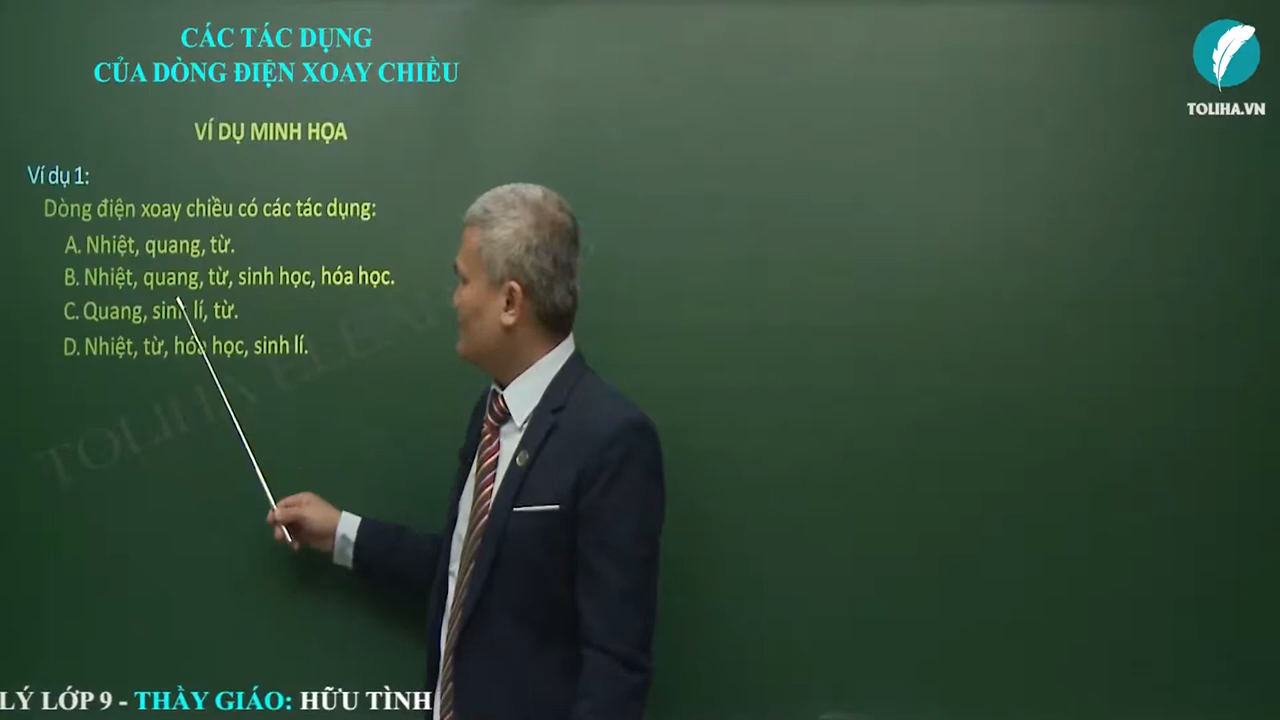 CÁC TÁC DỤNG
CỦA DÒNG ĐIỆN XOAY CHIỀU
TOLIHA.VN
VÍ DỤ MINH HỌA
Ví dụ 1:
Dòng điện xoay chiều có các tác dụng:
A. Nhiệt, quang, từ.
B. Nhiệt, quang, từ, sinh học, hóa học.
C. Quang, sinh lí, từ.
D. Nhiệt, từ, hóa học, sinh lí.
LÝ LỚP 9 - THẦY GIÁO: HỮU TÌNH